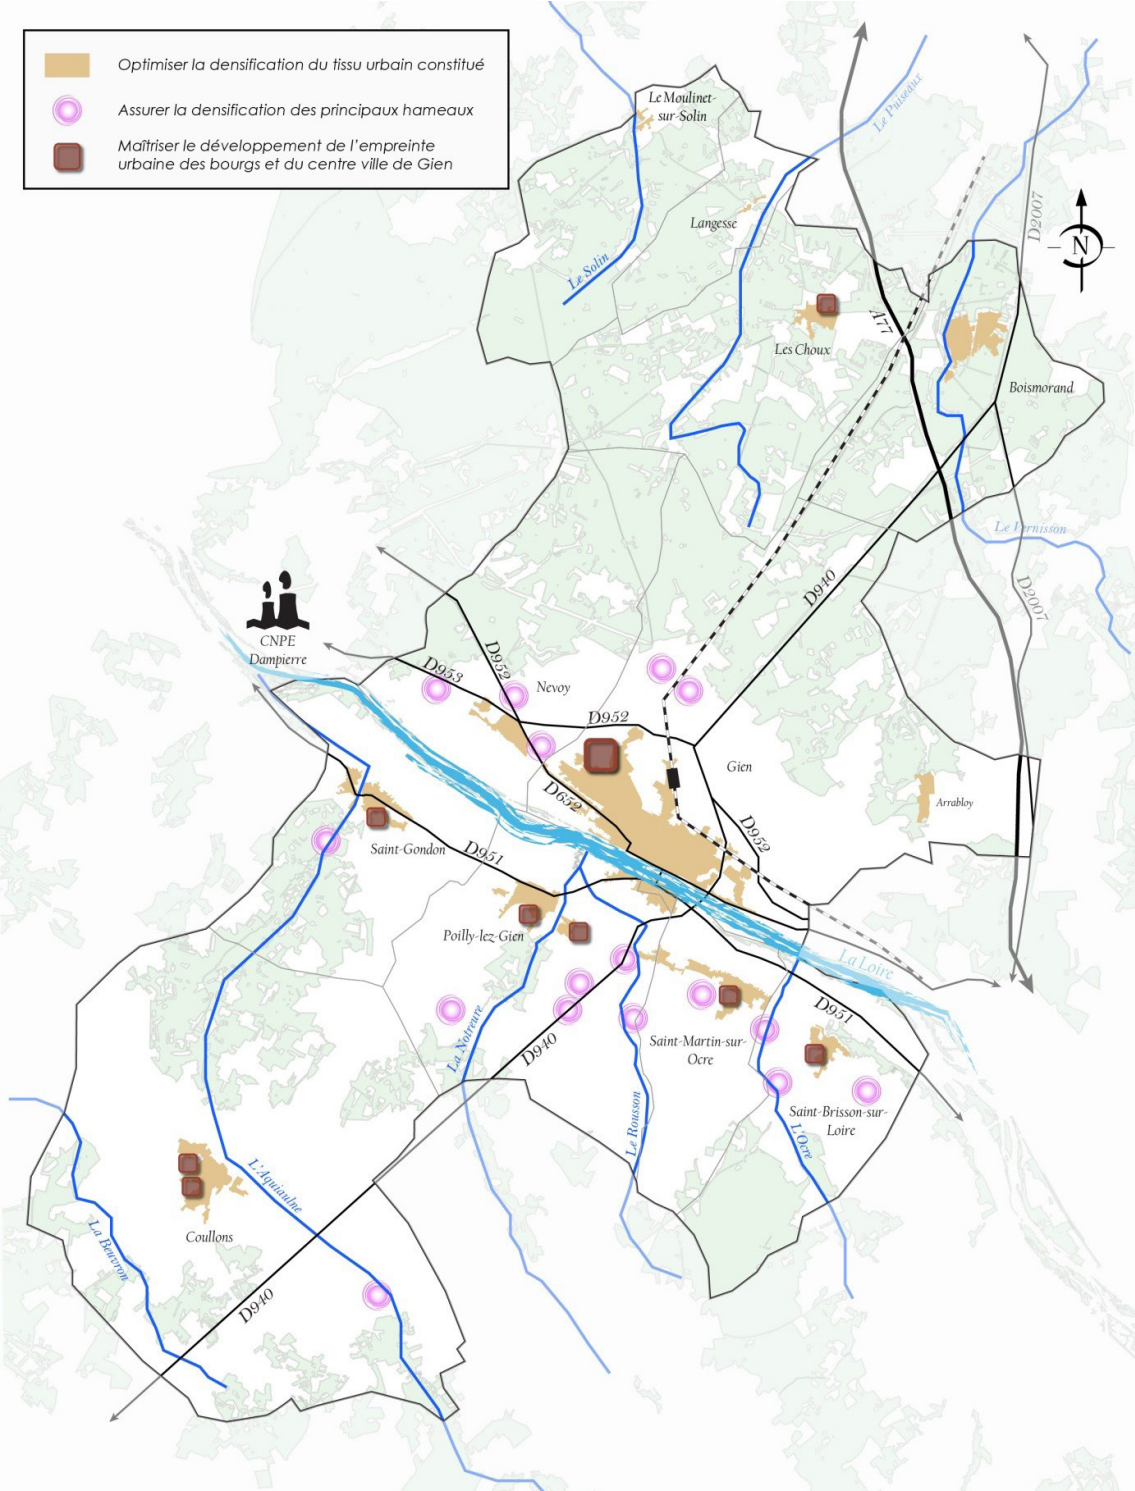 Optimiser la densification du tissu urbain constitué
Assurer la densification des principaux hameaux
Maîtriser le développement de l'empreinte
urbaine des bourgs et du centre ville de Gien
Le Moulinet-
sur-Solin
Le Puiseaux
D2007
N
Langesse
Le Solin
A77
Les Choux
Boismorand
Le Vernisson
D940
D2007
CNPE
Dampierre
D953
D952
Nevoy
D952
Gien
D652
D952
Arrabloy
Saint-Gondon
D951
Poilly-lez-Gien
La Loire
D951
La Notreure
D940
Saint-Martin-sur-
Ocre
Saint-Brisson-sur-
Loire
Le Rousson
L'Ocre
L'Aquiaulne
Coullons
La Beuvron
D940